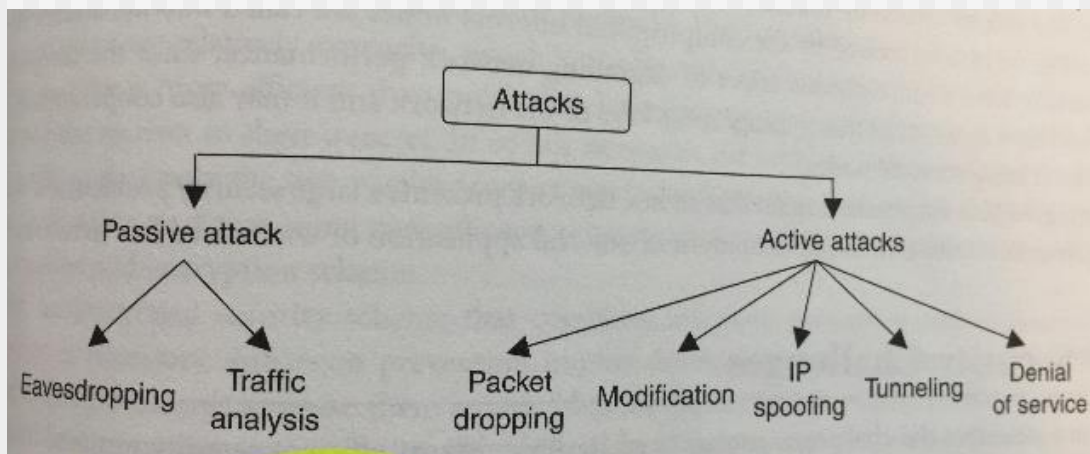 Attacks
Passive attack
Active attacks
Eavesdropping
Traffic
analysis
Packet
dropping
Modification
IP
spoofing
Tunneling
Denial
of service